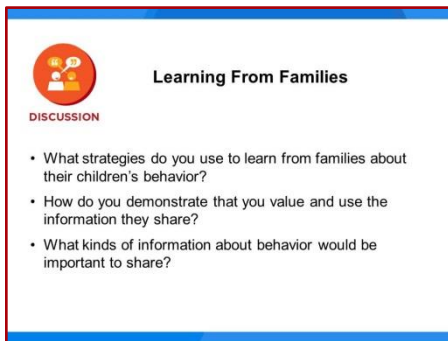 Learning From Families
DISCUSSION
• What strategies do you use to learn from families about
their children's behavior?
• How do you demonstrate that you value and use the
information they share?
• What kinds of information about behavior would be
important to share?